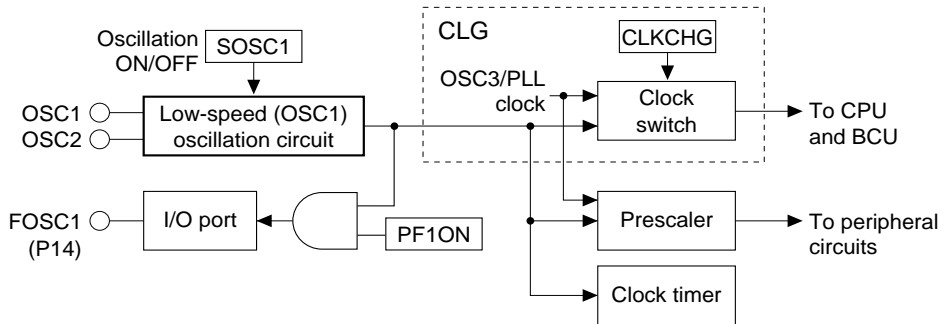 Oscillation
ON/OFF
SOSC1
CLG
CLKCHG
OSC3/PLL
clock
Clock
switch
OSC1
OSC2
Low-speed (OSC1)
oscillation circuit
To CPU
and BCU
FOSC1
(P14)
I/O port
PF1ON
Prescaler
To peripheral
circuits
Clock timer